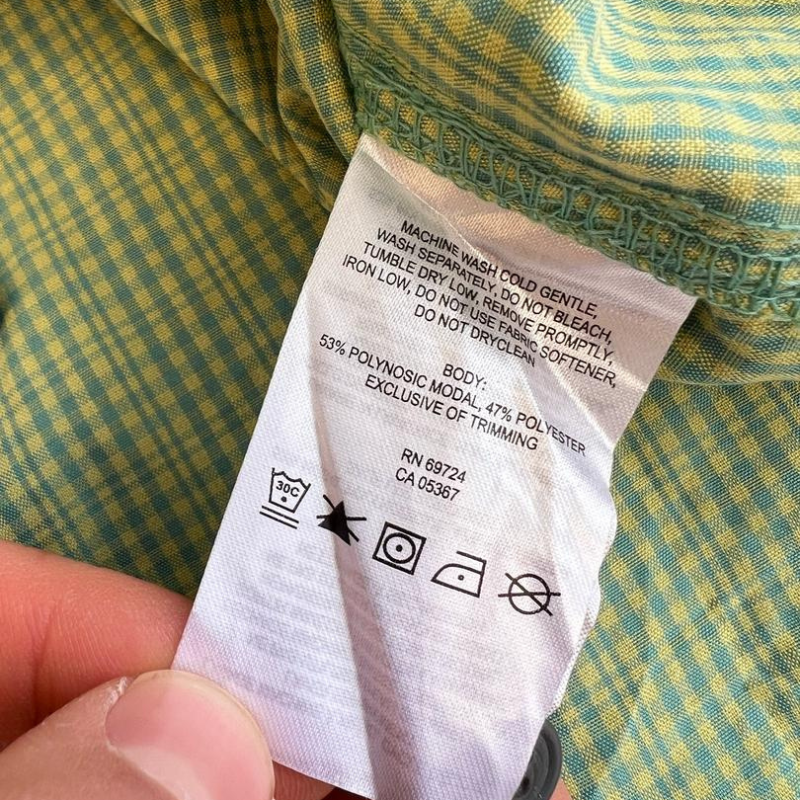 MACHINE WASH COLD GENTLE,
WASH SEPARATELY, DO NOT BLEACH,
TUMBLE DRY LOW, REMOVE PROMPTLY,
IRON LOW, DO NOT USE FABRIC SOFTENER,
DO NOT DRYCLEAN
BODY:
53% POLYNOSIC MODAL, 47% POLYESTER
EXCLUSIVE OF TRIMMING
RN 69724
CA 05367
30C